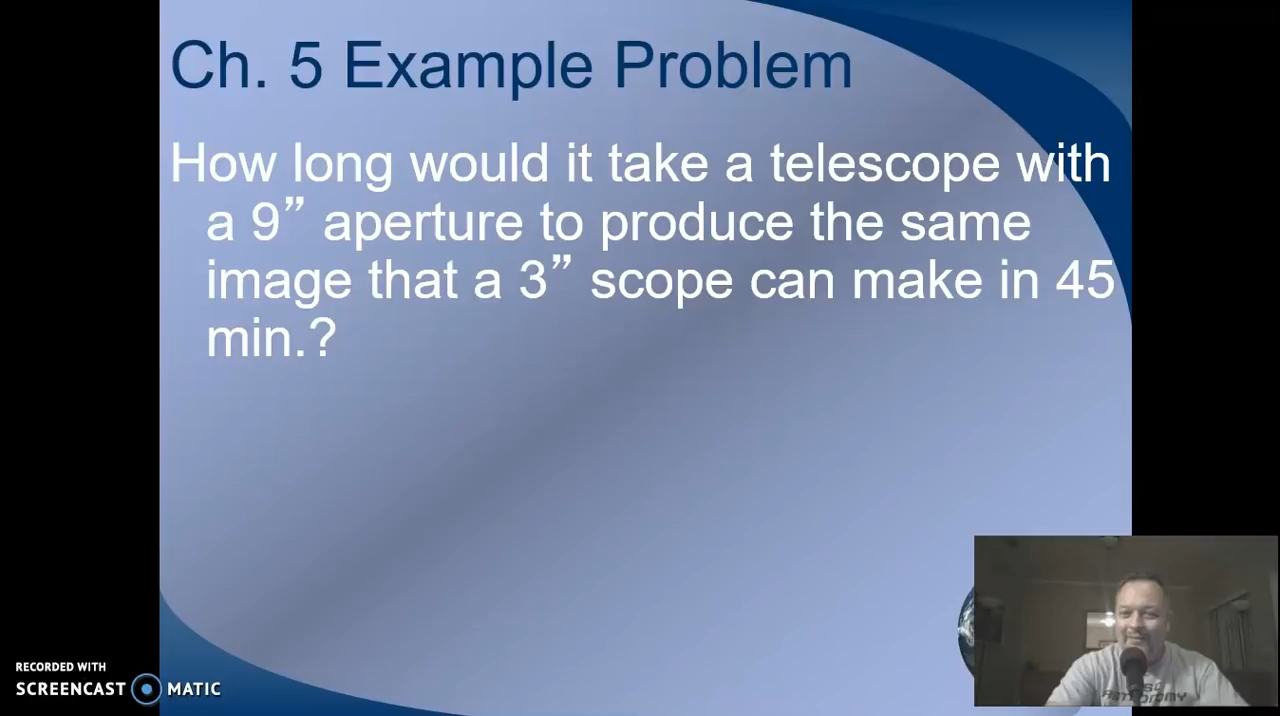 Ch. 5 Example Problem
How long would it take a telescope with
a 9” aperture to produce the same
image that a 3” scope can make in 45
min.?
RECORDED WITH
SCREENCAST MATIC